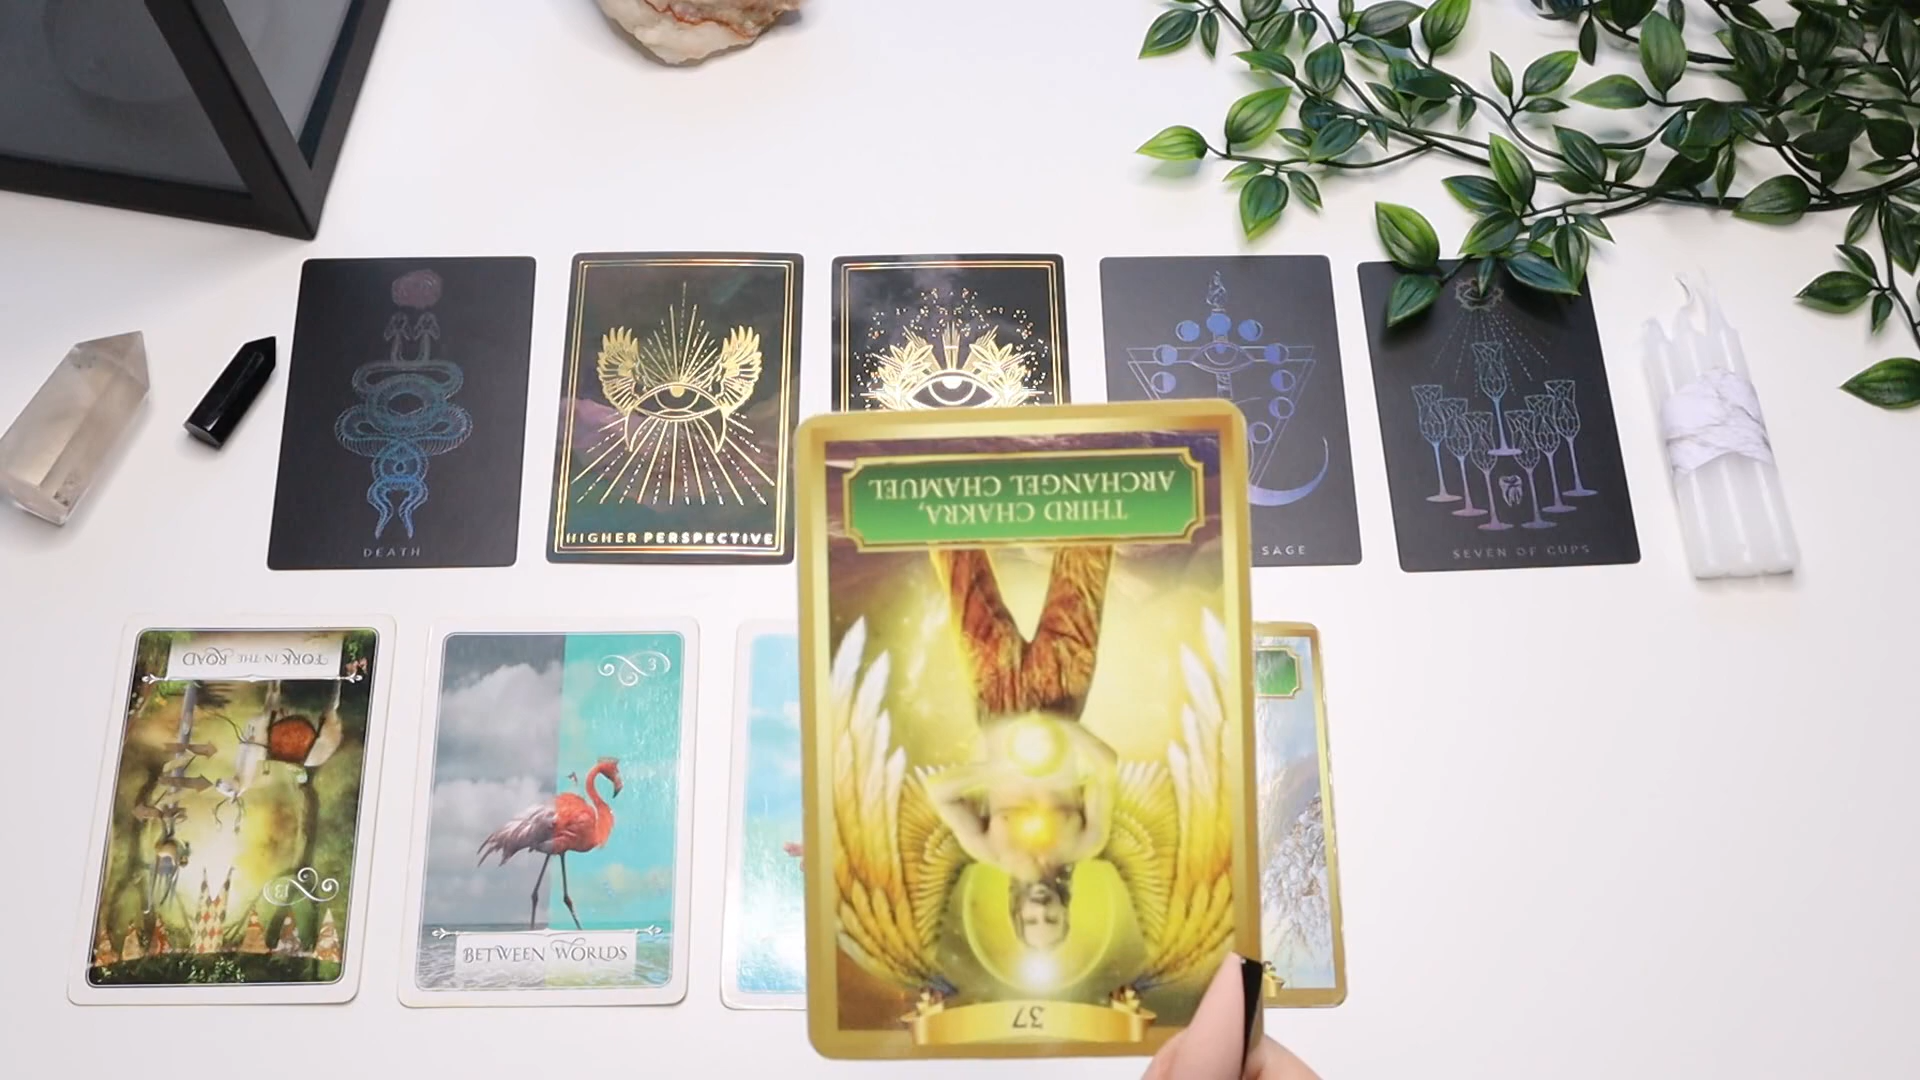 DEATH
HIGHER PERSPECTIVE
SAGE
SEVEN OF CUPS
FORK IN THE ROAD
13
3
BETWEEN WORLDS
THIRD CHAKRA,
ARCHANGEL CHAMUEL
37